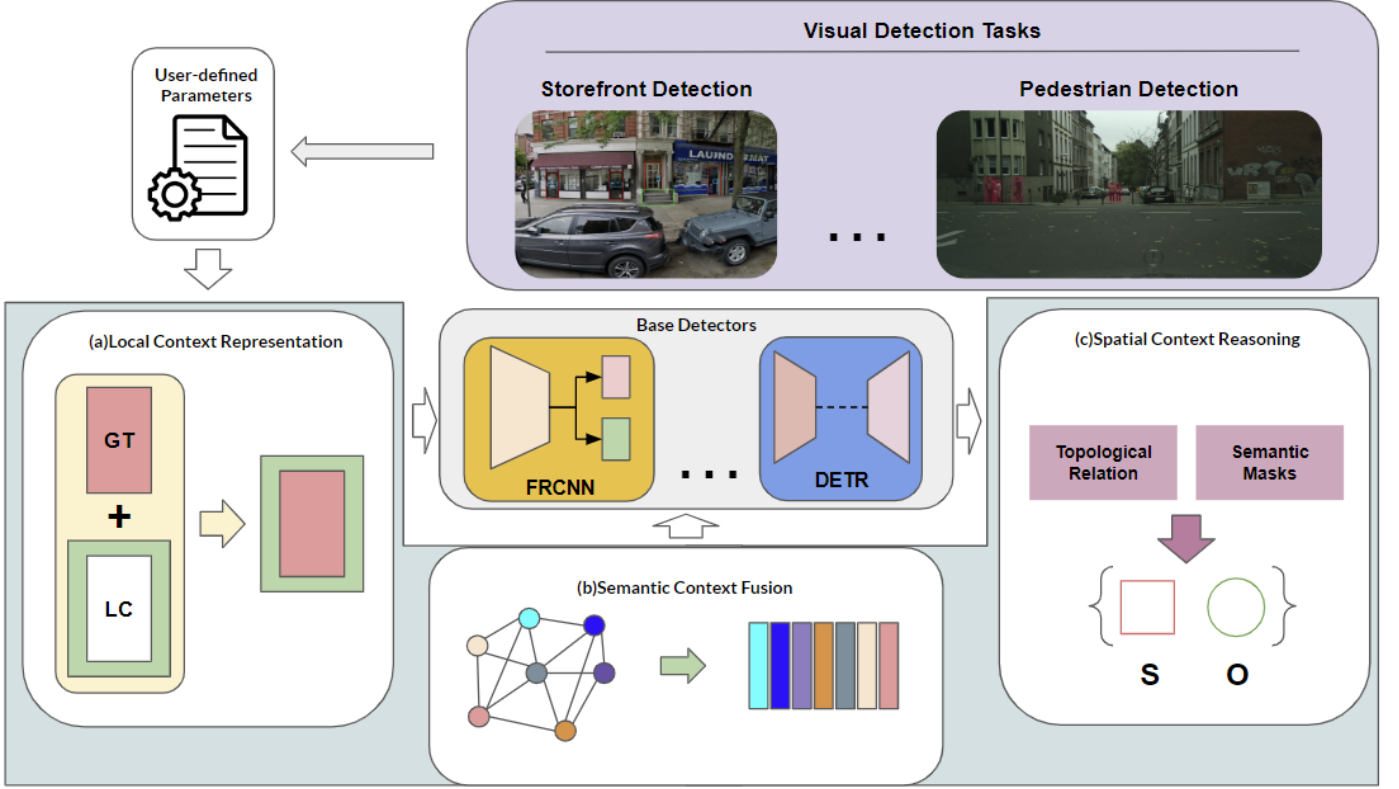 Visual Detection Tasks
User-defined
Parameters
Storefront Detection
Pedestrian Detection
LAUNDROMAT
. . .
(a)Local Context Representation
GT
+
LC
Base Detectors
FRCNN
. . .
DETR
(b)Semantic Context Fusion
(c)Spatial Context Reasoning
Topological
Relation
Semantic
Masks
{ }
S
O